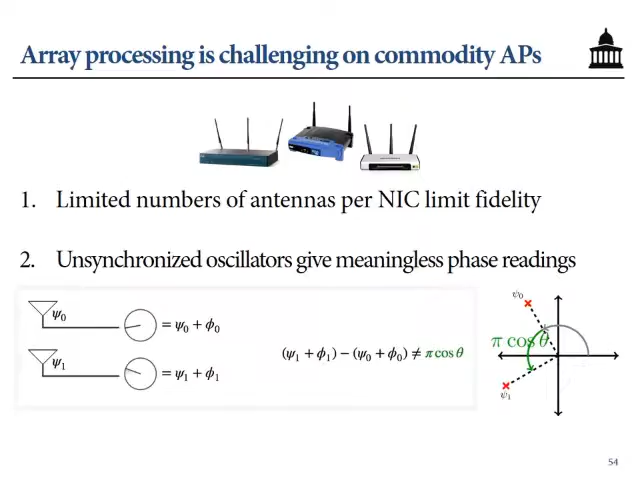 Array processing is challenging on commodity APs
1. Limited numbers of antennas per NIC limit fidelity
2. Unsynchronized oscillators give meaningless phase readings
ψ₀
= ψ₀ + ϕ₀
ψ₁
= ψ₁ + ϕ₁
(ψ₁ + ϕ₁) − (ψ₀ + ϕ₀) ≠ π cos θ
ψ₀
π cos θ
ψ₁
54